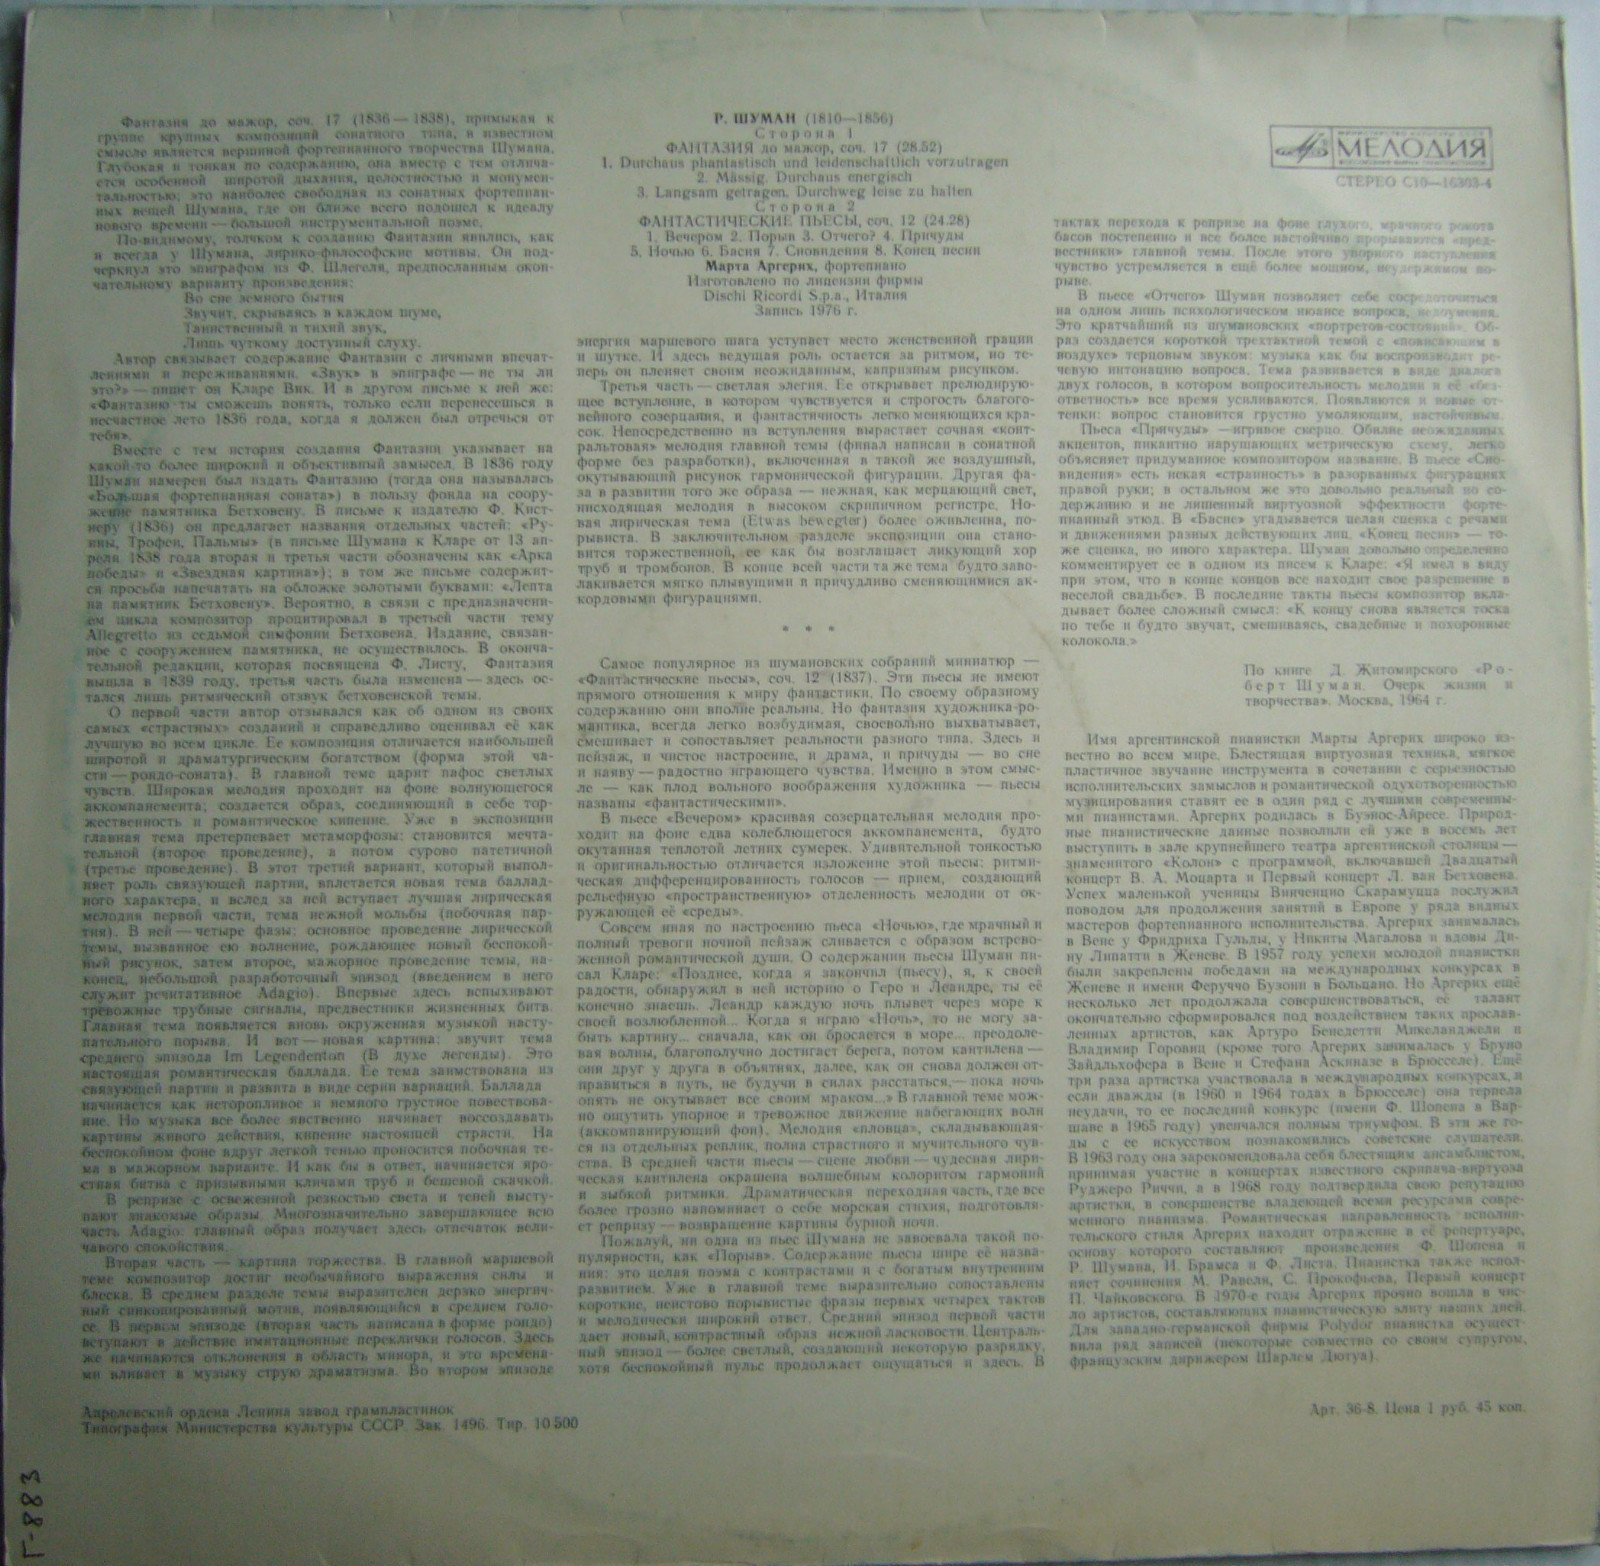 Фантазия до мажор, соч. 17 (1836—1838), примыкая к
группе крупных композиций сонатного типа, в известном
смысле является вершиной фортепианного творчества Шумана.
Глубокая и тонкая по содержанию, она вместе с тем отлича-
ется особенной широтой дыхания, целостностью и монумен-
тальностью; это наиболее свободная из сонатных фортепиан-
ных вещей Шумана, где он ближе всего подошел к идеалу
нового времени — большой инструментальной поэме.
По-видимому, толчком к созданию Фантазии явились, как
и всегда у Шумана, лирико-философские мотивы. Он под-
черкнул это эпиграфом из Ф. Шлегеля, предпосланным окон-
чательному варианту произведения:
Во сне земного бытия
Звучит, скрываясь в каждом шуме,
Таинственный и тихий звук,
Лишь чуткому доступный слуху.
Автор связывает содержание Фантазии с личными впечат-
лениями и переживаниями. «Звук» в эпиграфе — не ты ли
это?» — пишет он Кларе Вик. И в другом письме к ней же:
«Фантазию ты сможешь понять, только если перенесешься в
несчастное лето 1836 года, когда я должен был отречься от
тебя».
Вместе с тем история создания Фантазии указывает на
какой-то более широкий и объективный замысел. В 1836 году
Шуман намерен был издать Фантазию (тогда она называлась
«Большая фортепианная соната») в пользу фонда на соору-
жение памятника Бетховену. В письме к издателю Ф. Кист-
неру (1836) он предлагает названия отдельных частей: «Ру-
ины, Трофеи, Пальмы» (в письме Шумана к Кларе от 13 ап-
реля 1838 года вторая и третья части обозначены как «Арка
победы» и «Звездная картина»); в том же письме содержит-
ся просьба напечатать на обложке золотыми буквами: «Лепта
на памятник Бетховену». Вероятно, в связи с предназначени-
ем цикла композитор процитировал в третьей части тему
Allegretto из седьмой симфонии Бетховена. Издание, связан-
ное с сооружением памятника, не осуществилось. В оконча-
тельной редакции, которая посвящена Ф. Листу, Фантазия
вышла в 1839 году, третья часть была изменена — здесь ос-
тался лишь ритмический отзвук бетховенской темы.
О первой части автор отзывался как об одном из своих
самых «страстных» созданий и справедливо оценивал её как
лучшую во всем цикле. Ее композиция отличается наибольшей
широтой и драматургическим богатством (форма этой ча-
сти — рондо-соната). В главной теме царит пафос светлых
чувств. Широкая мелодия проходит на фоне волнующегося
аккомпанемента; создается образ, соединяющий в себе тор-
жественность и романтическое кипение. Уже в экспозиции
главная тема претерпевает метаморфозы: становится мечта-
тельной (второе проведение), а потом сурово патетичной
(третье проведение). В этот третий вариант, который выпол-
няет роль связующей партии, вплетается новая тема баллад-
ного характера, и вслед за ней вступает лучшая лирическая
мелодия первой части, тема нежной мольбы (побочная пар-
тия). В ней — четыре фазы: основное проведение лирической
темы, вызванное ею волнение, рождающее новый беспокой-
ный рисунок, затем второе, мажорное проведение темы, на-
конец, небольшой разработочный эпизод (введением в него
служит речитативное Adagio). Впервые здесь вспыхивают
тревожные трубные сигналы, предвестники жизненных битв.
Главная тема появляется вновь окруженная музыкой насту-
пательного порыва. И вот — новая картина: звучит тема
среднего эпизода Im Legendenton (В духе легенды). Это
настоящая романтическая баллада. Ее тема заимствована из
связующей партии и развита в виде серии вариаций. Баллада
начинается как неторопливое и немного грустное повествова-
ние. Но музыка все более явственно начинает воссоздавать
картины живого действия, кипение настоящей страсти. На
беспокойном фоне вдруг легкой тенью проносится побочная те-
ма в мажорном варианте. И как бы в ответ, начинается яро-
стная битва с призывными кличами труб и бешеной скачкой.
В репризе с освеженной резкостью света и теней высту-
пают знакомые образы. Многозначительно завершающее всю
часть Adagio: главный образ получает здесь отпечаток вели-
чавого спокойствия.
Вторая часть — картина торжества. В главной маршевой
теме композитор достиг необычайного выражения силы и
блеска. В среднем разделе темы выразителен дерзко энергич-
ный синкопированный мотив, появляющийся в среднем голо-
се. В первом эпизоде (вторая часть написана в форме рондо)
вступают в действие имитационные переклички голосов. Здесь
же начинаются отклонения в область минора, и это времена-
ми вливает в музыку струю драматизма. Во втором эпизоде
Р. ШУМАН (1810—1856)
Сторона 1
ФАНТАЗИЯ до мажор, соч. 17 (28.52)
1. Durchaus phantastisch und leidenschaftlich vorzutragen
2. Mässig. Durchaus energisch
3. Langsam getragen. Durchweg leise zu halten
Сторона 2
ФАНТАСТИЧЕСКИЕ ПЬЕСЫ, соч. 12 (24.28)
1. Вечером 2. Порыв 3. Отчего? 4. Причуды
5. Ночью 6. Басня 7. Сновидения 8. Конец песни
Марта Аргерих, фортепиано
Изготовлено по лицензии фирмы
Dischi Ricordi S.p.a., Италия
Запись 1976 г.
энергия маршевого шага уступает место женственной грации
и шутке. И здесь ведущая роль остается за ритмом, но те-
перь он пленяет своим неожиданным, капризным рисунком.
Третья часть — светлая элегия. Ее открывает прелюдирую-
щее вступление, в котором чувствуется и строгость благого-
вейного созерцания, и фантастичность легко меняющихся кра-
сок. Непосредственно из вступления вырастает сочная «конт-
ральтовая» мелодия главной темы (финал написан в сонатной
форме без разработки), включенная в такой же воздушный,
окутывающий рисунок гармонической фигурации. Другая фа-
за в развитии того же образа — нежная, как мерцающий свет,
нисходящая мелодия в высоком скрипичном регистре. Но-
вая лирическая тема (Etwas bewegter) более оживленна, по-
рывиста. В заключительном разделе экспозиции она стано-
вится торжественной, ее как бы возглашает ликующий хор
труб и тромбонов. В конце всей части та же тема будто заво-
лакивается мягко плывущими и причудливо сменяющимися ак-
кордовыми фигурациями.
* * *
Самое популярное из шумановских собраний миниатюр —
«Фантастические пьесы», соч. 12 (1837). Эти пьесы не имеют
прямого отношения к миру фантастики. По своему образному
содержанию они вполне реальны. Но фантазия художника-ро-
мантика, всегда легко возбудимая, своевольно выхватывает,
смешивает и сопоставляет реальности разного типа. Здесь и
пейзаж, и чистое настроение, и драма, и причуды — во сне
и наяву — радостно играющего чувства. Именно в этом смыс-
ле — как плод вольного воображения художника — пьесы
названы «фантастическими».
В пьесе «Вечером» красивая созерцательная мелодия про-
ходит на фоне едва колеблющегося аккомпанемента, будто
окутанная теплотой летних сумерек. Удивительной тонкостью
и оригинальностью отличается изложение этой пьесы: ритми-
ческая дифференцированность голосов — прием, создающий
рельефную «пространственную» отделенность мелодии от ок-
ружающей её «среды».
Совсем иная по настроению пьеса «Ночью», где мрачный и
полный тревоги ночной пейзаж сливается с образом встрево-
женной романтической души. О содержании пьесы Шуман пи-
сал Кларе: «Позднее, когда я закончил (пьесу), я, к своей
радости, обнаружил в ней историю о Геро и Леандре, ты её
конечно знаешь. Леандр каждую ночь плывет через море к
своей возлюбленной... Когда я играю «Ночь», то не могу за-
быть картину... сначала, как он бросается в море... преодоле-
вая волны, благополучно достигает берега, потом кантилена —
они друг у друга в объятиях, далее, как он снова должен от-
правиться в путь, не будучи в силах расстаться,— пока ночь
опять не окутывает все своим мраком...» В главной теме мож-
но ощутить упорное и тревожное движение набегающих волн
(аккомпанирующий фон). Мелодия «пловца», складывающая-
ся из отдельных реплик, полна страстного и мучительного чув-
ства. В средней части пьесы — сцене любви — чудесная лири-
ческая кантилена окрашена волшебным колоритом гармоний
и зыбкой ритмики. Драматическая переходная часть, где все
более грозно напоминает о себе морская стихия, подготовля-
ет репризу — возвращение картины бурной ночи.
Пожалуй, ни одна из пьес Шумана не завоевала такой по-
пулярности, как «Порыв». Содержание пьесы шире её назва-
ния: это целая поэма с контрастами и с богатым внутренним
развитием. Уже в главной теме выразительно сопоставлены
короткие, неистово порывистые фразы первых четырех тактов
и мелодически широкий ответ. Средний эпизод первой части
дает новый, контрастный образ нежной ласковости. Централь-
ный эпизод — более светлый, создающий некоторую разрядку,
хотя беспокойный пульс продолжает ощущаться и здесь. В
МИНИСТЕРСТВО КУЛЬТУРЫ СССР
МЕЛОДИЯ
ВСЕСОЮЗНАЯ ФИРМА ГРАМПЛАСТИНОК
СТЕРЕО С10—16303-4
тактах перехода к репризе на фоне глухого, мрачного рокота
басов постепенно и все более настойчиво прорываются «пред-
вестники» главной темы. После этого упорного наступления
чувство устремляется в ещё более мощном, неудержимом по-
рыве.
В пьесе «Отчего» Шуман позволяет себе сосредоточиться
на одном лишь психологическом нюансе вопроса, недоумения.
Это кратчайший из шумановских «портретов-состояний». Об-
раз создается короткой трехтактной темой с «повисающим в
воздухе» терцовым звуком: музыка как бы воспроизводит ре-
чевую интонацию вопроса. Тема развивается в виде диалога
двух голосов, в котором вопросительность мелодии и её «без-
ответность» все время усиливаются. Появляются и новые от-
тенки: вопрос становится грустно умоляющим, настойчивым.
Пьеса «Причуды» — игривое скерцо. Обилие неожиданных
акцентов, пикантно нарушающих метрическую схему, легко
объясняет придуманное композитором название. В пьесе «Сно-
видения» есть некая «странность» в разорванных фигурациях
правой руки; в остальном же это довольно реальный по со-
держанию и не лишенный виртуозной эффектности форте-
пианный этюд. В «Басне» угадывается целая сценка с речами
и движениями разных действующих лиц. «Конец песни» — то-
же сценка, но иного характера. Шуман довольно определенно
комментирует ее в одном из писем к Кларе: «Я имел в виду
при этом, что в конце концов все находит свое разрешение в
веселой свадьбе». В последние такты пьесы композитор вкла-
дывает более сложный смысл: «К концу снова является тоска
по тебе и будто звучат, смешиваясь, свадебные и похоронные
колокола.»
По книге Д. Житомирского «Ро-
берт Шуман. Очерк жизни и
творчества». Москва, 1964 г.
Имя аргентинской пианистки Марты Аргерих широко из-
вестно во всем мире. Блестящая виртуозная техника, мягкое
пластичное звучание инструмента в сочетании с серьезностью
исполнительских замыслов и романтической одухотворенностью
музицирования ставят ее в один ряд с лучшими современны-
ми пианистами. Аргерих родилась в Буэнос-Айресе. Природ-
ные пианистические данные позволили ей уже в восемь лет
выступить в зале крупнейшего театра аргентинской столицы —
знаменитого «Колон» с программой, включавшей Двадцатый
концерт В. А. Моцарта и Первый концерт Л. ван Бетховена.
Успех маленькой ученицы Винченцио Скарамуцца послужил
поводом для продолжения занятий в Европе у ряда видных
мастеров фортепианного исполнительства. Аргерих занималась
в Вене у Фридриха Гульды, у Никиты Магалова и вдовы Ди-
ну Липатти в Женеве. В 1957 году успехи молодой пианистки
были закреплены победами на международных конкурсах в
Женеве и имени Феруччо Бузони в Больцано. Но Аргерих ещё
несколько лет продолжала совершенствоваться, её талант
окончательно сформировался под воздействием таких прослав-
ленных артистов, как Артуро Бенедетти Микеланджели и
Владимир Горовиц (кроме того Аргерих занималась у Бруно
Зайдльхофера в Вене и Стефана Аскиназе в Брюсселе). Ещё
три раза артистка участвовала в международных конкурсах, и
если дважды (в 1960 и 1964 годах в Брюсселе) она терпела
неудачи, то ее последний конкурс (имени Ф. Шопена в Вар-
шаве в 1965 году) увенчался полным триумфом. В эти же го-
ды с ее искусством познакомились советские слушатели.
В 1963 году она зарекомендовала себя блестящим ансамблистом,
принимая участие в концертах известного скрипача-виртуоза
Руджеро Риччи, а в 1968 году подтвердила свою репутацию
артистки, в совершенстве владеющей всеми ресурсами совре-
менного пианизма. Романтическая направленность исполни-
тельского стиля Аргерих находит отражение в её репертуаре,
основу которого составляют произведения Ф. Шопена и
Р. Шумана, И. Брамса и Ф. Листа. Пианистка также испол-
няет сочинения М. Равеля, С. Прокофьева, Первый концерт
П. Чайковского. В 1970-е годы Аргерих прочно вошла в чис-
ло артистов, составляющих пианистическую элиту наших дней.
Для западно-германской фирмы Polydor пианистка осущест-
вила ряд записей (некоторые совместно со своим супругом,
французским дирижером Шарлем Дютуа).
Апрелевский ордена Ленина завод грампластинок
Типография Министерства культуры СССР. Зак. 1496. Тир. 10 500
Арт. 36-8. Цена 1 руб. 45 коп.
Г-883